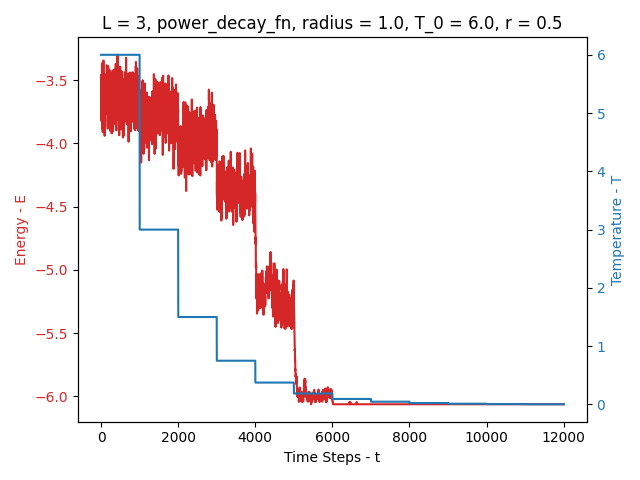 L = 3, power_decay_fn, radius = 1.0, T_0 = 6.0, r = 0.5
−3.5
−4.0
−4.5
−5.0
−5.5
−6.0
Energy - E
6
5
4
3
2
1
0
Temperature - T
0 2000 4000 6000 8000 10000 12000
Time Steps - t